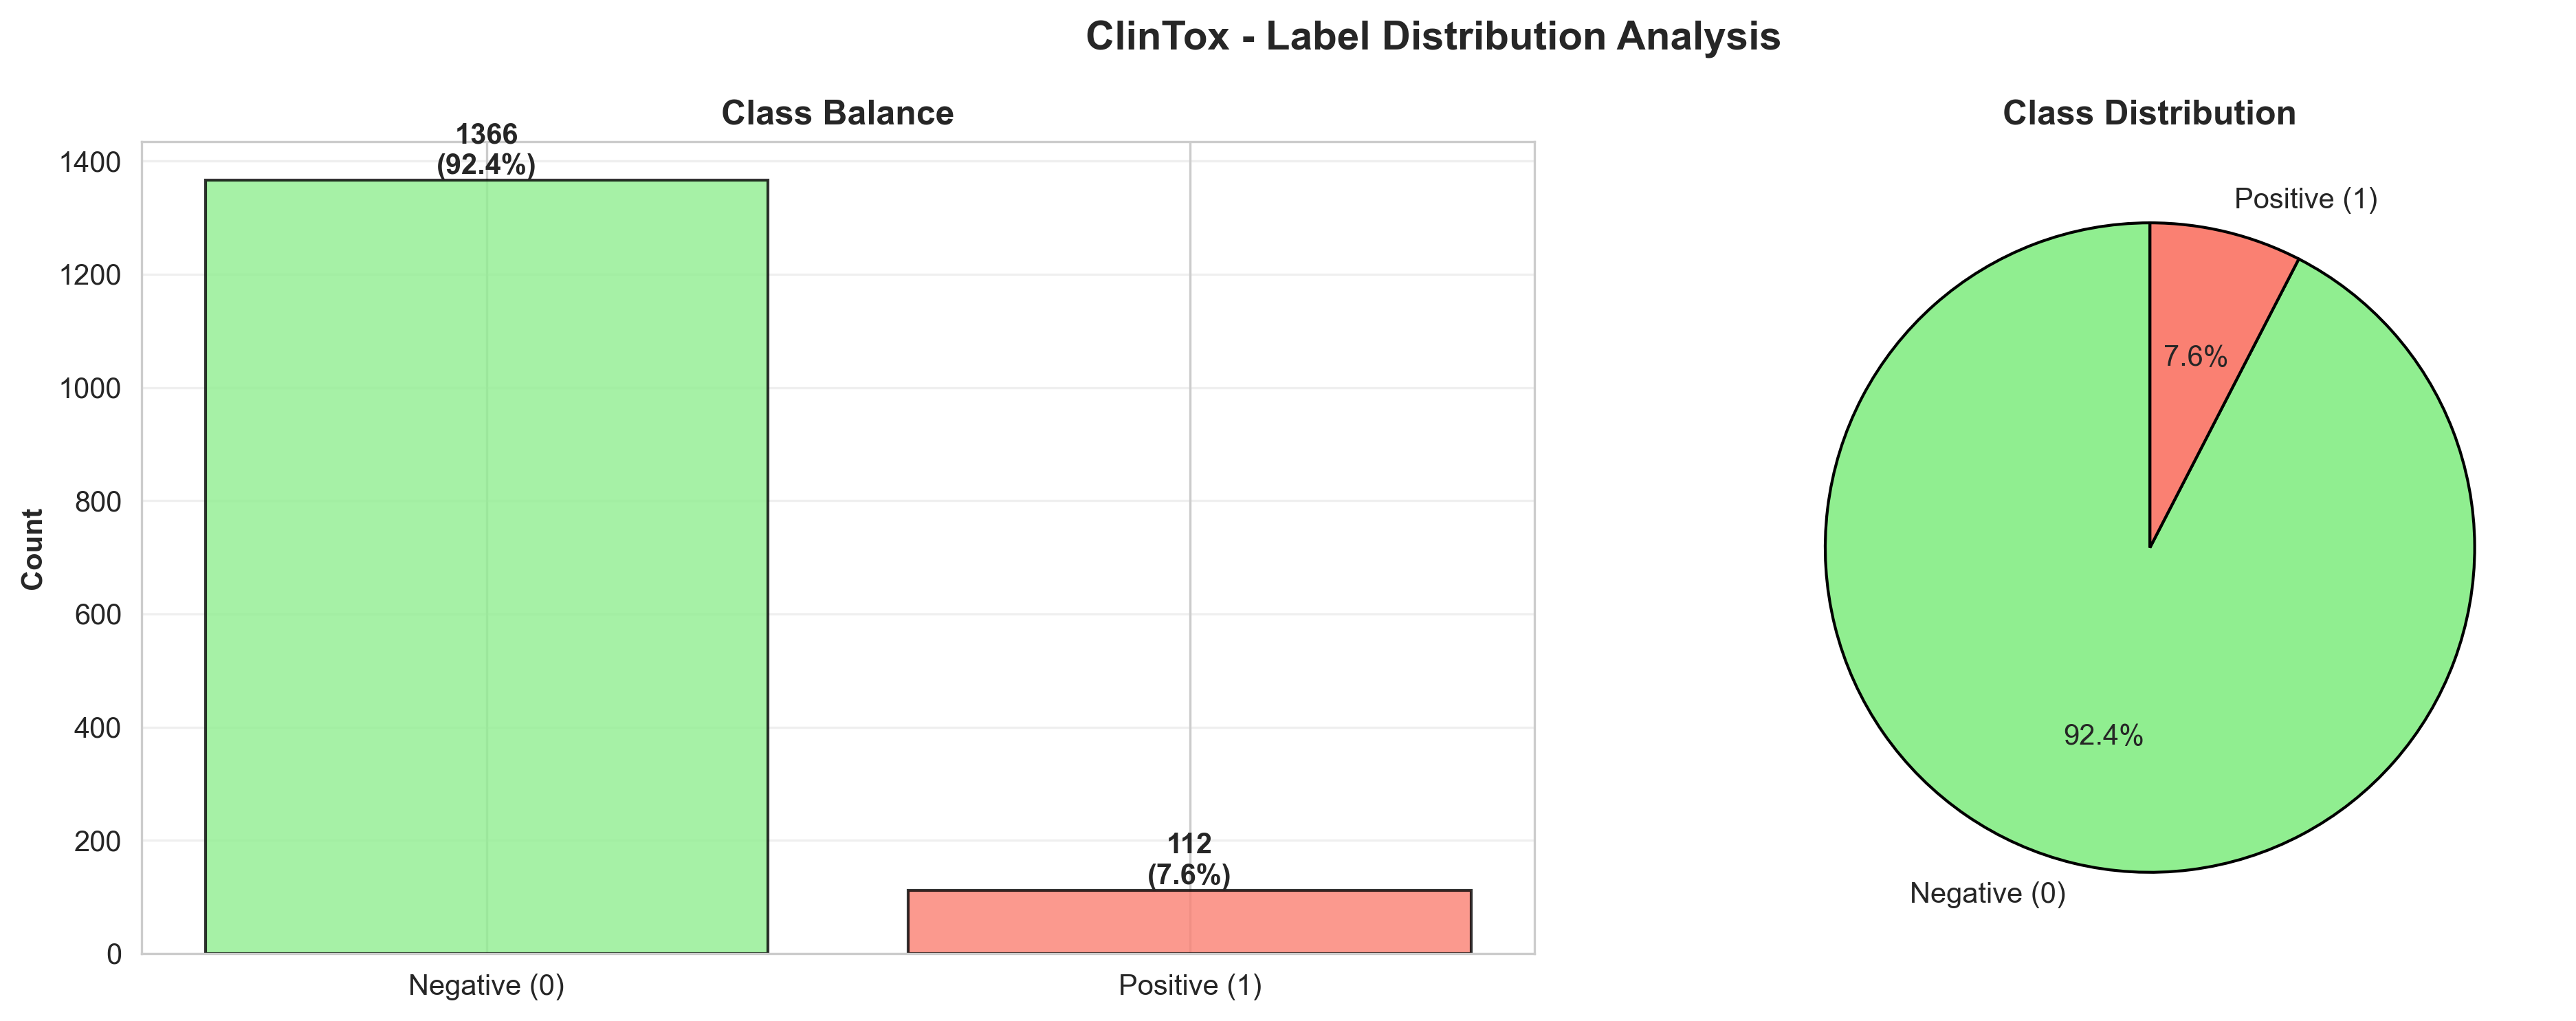 ClinTox - Label Distribution Analysis
Class Balance
1366
(92.4%)
1400
1200
1000
800
600
400
200
0
Count
112
(7.6%)
Negative (0)
Positive (1)
Class Distribution
Positive (1)
7.6%
92.4%
Negative (0)